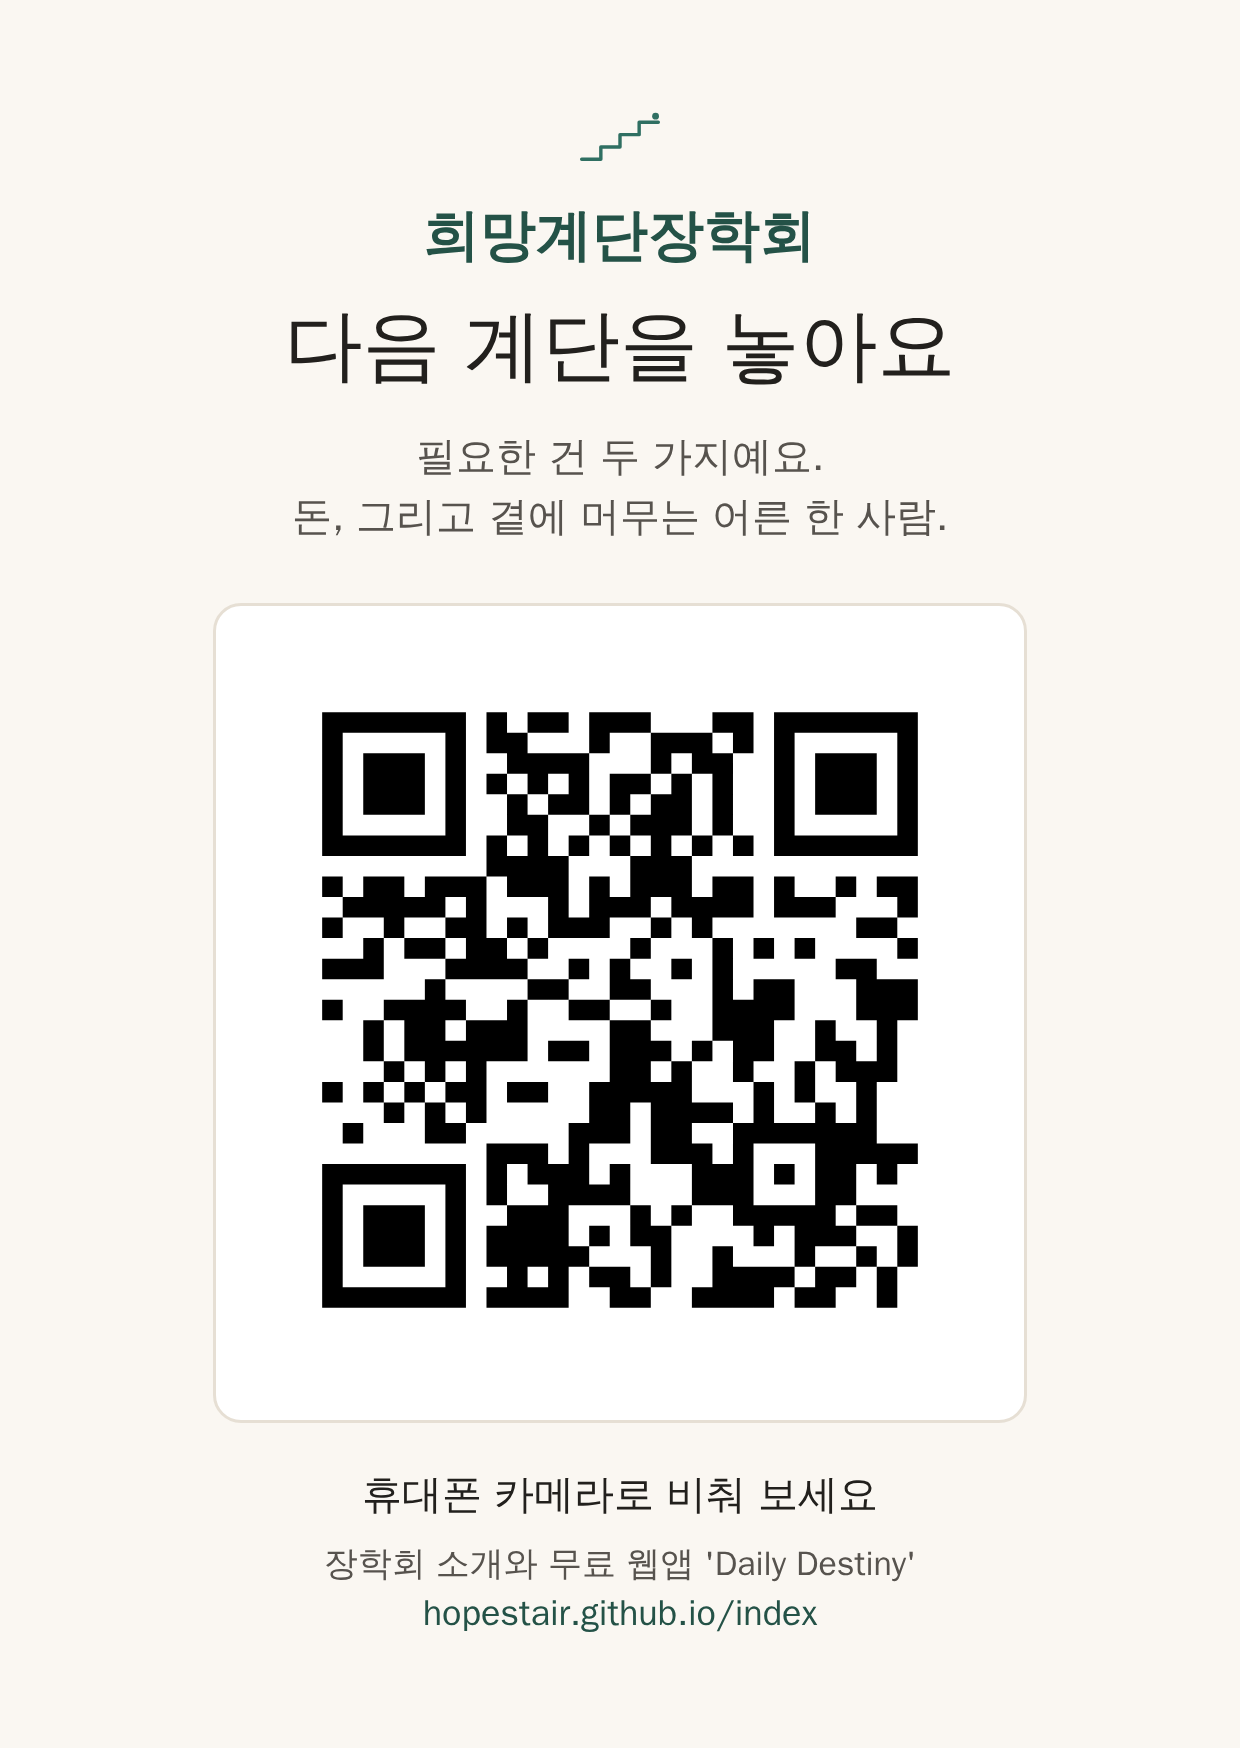 희망계단장학회
다음 계단을 놓아요
필요한 건 두 가지예요.
돈, 그리고 곁에 머무는 어른 한 사람.
휴대폰 카메라로 비춰 보세요
장학회 소개와 무료 웹앱 'Daily Destiny'
hopestair.github.io/index